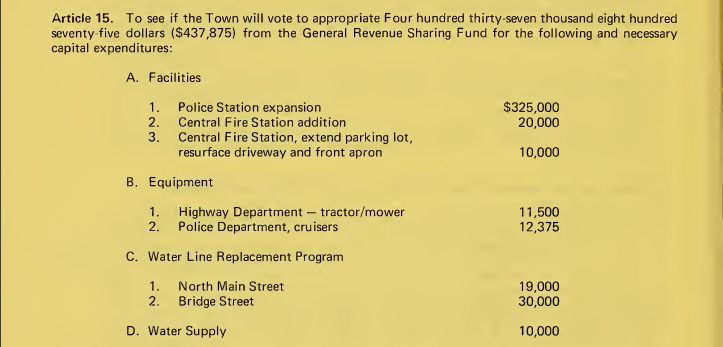 Article 15. To see if the Town will vote to appropriate Four hundred thirty-seven thousand eight hundred
seventy-five dollars ($437,875) from the General Revenue Sharing Fund for the following and necessary
capital expenditures:
A. Facilities
1. Police Station expansion $325,000
2. Central Fire Station addition 20,000
3. Central Fire Station, extend parking lot,
resurface driveway and front apron 10,000
B. Equipment
1. Highway Department — tractor/mower 11,500
2. Police Department, cruisers 12,375
C. Water Line Replacement Program
1. North Main Street 19,000
2. Bridge Street 30,000
D. Water Supply 10,000